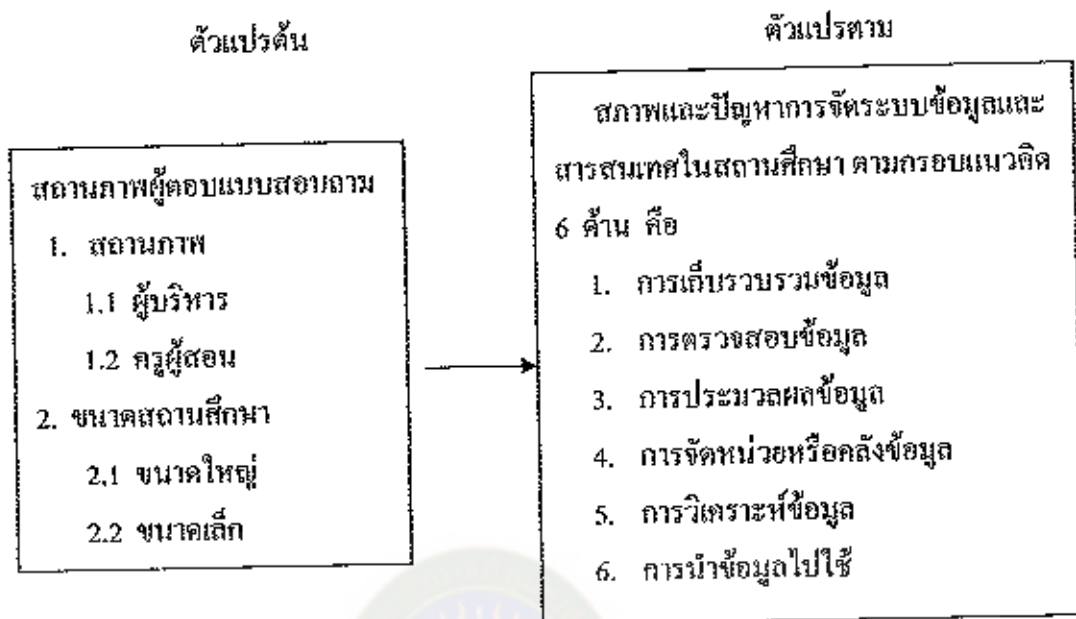 ตัวแปรต้น
สถานภาพผู้ตอบแบบสอบถาม
1. สถานภาพ
1.1 ผู้บริหาร
1.2 ครูผู้สอน
2. ขนาดสถานศึกษา
2.1 ขนาดใหญ่
2.2 ขนาดเล็ก
ตัวแปรตาม
สภาพและปัญหาการจัดระบบข้อมูลและ
สารสนเทศในสถานศึกษา ตามกรอบแนวคิด
6 ด้าน คือ
1. การเก็บรวบรวมข้อมูล
2. การตรวจสอบข้อมูล
3. การประมวลผลข้อมูล
4. การจัดหน่วยหรือคลังข้อมูล
5. การวิเคราะห์ข้อมูล
6. การนำข้อมูลไปใช้